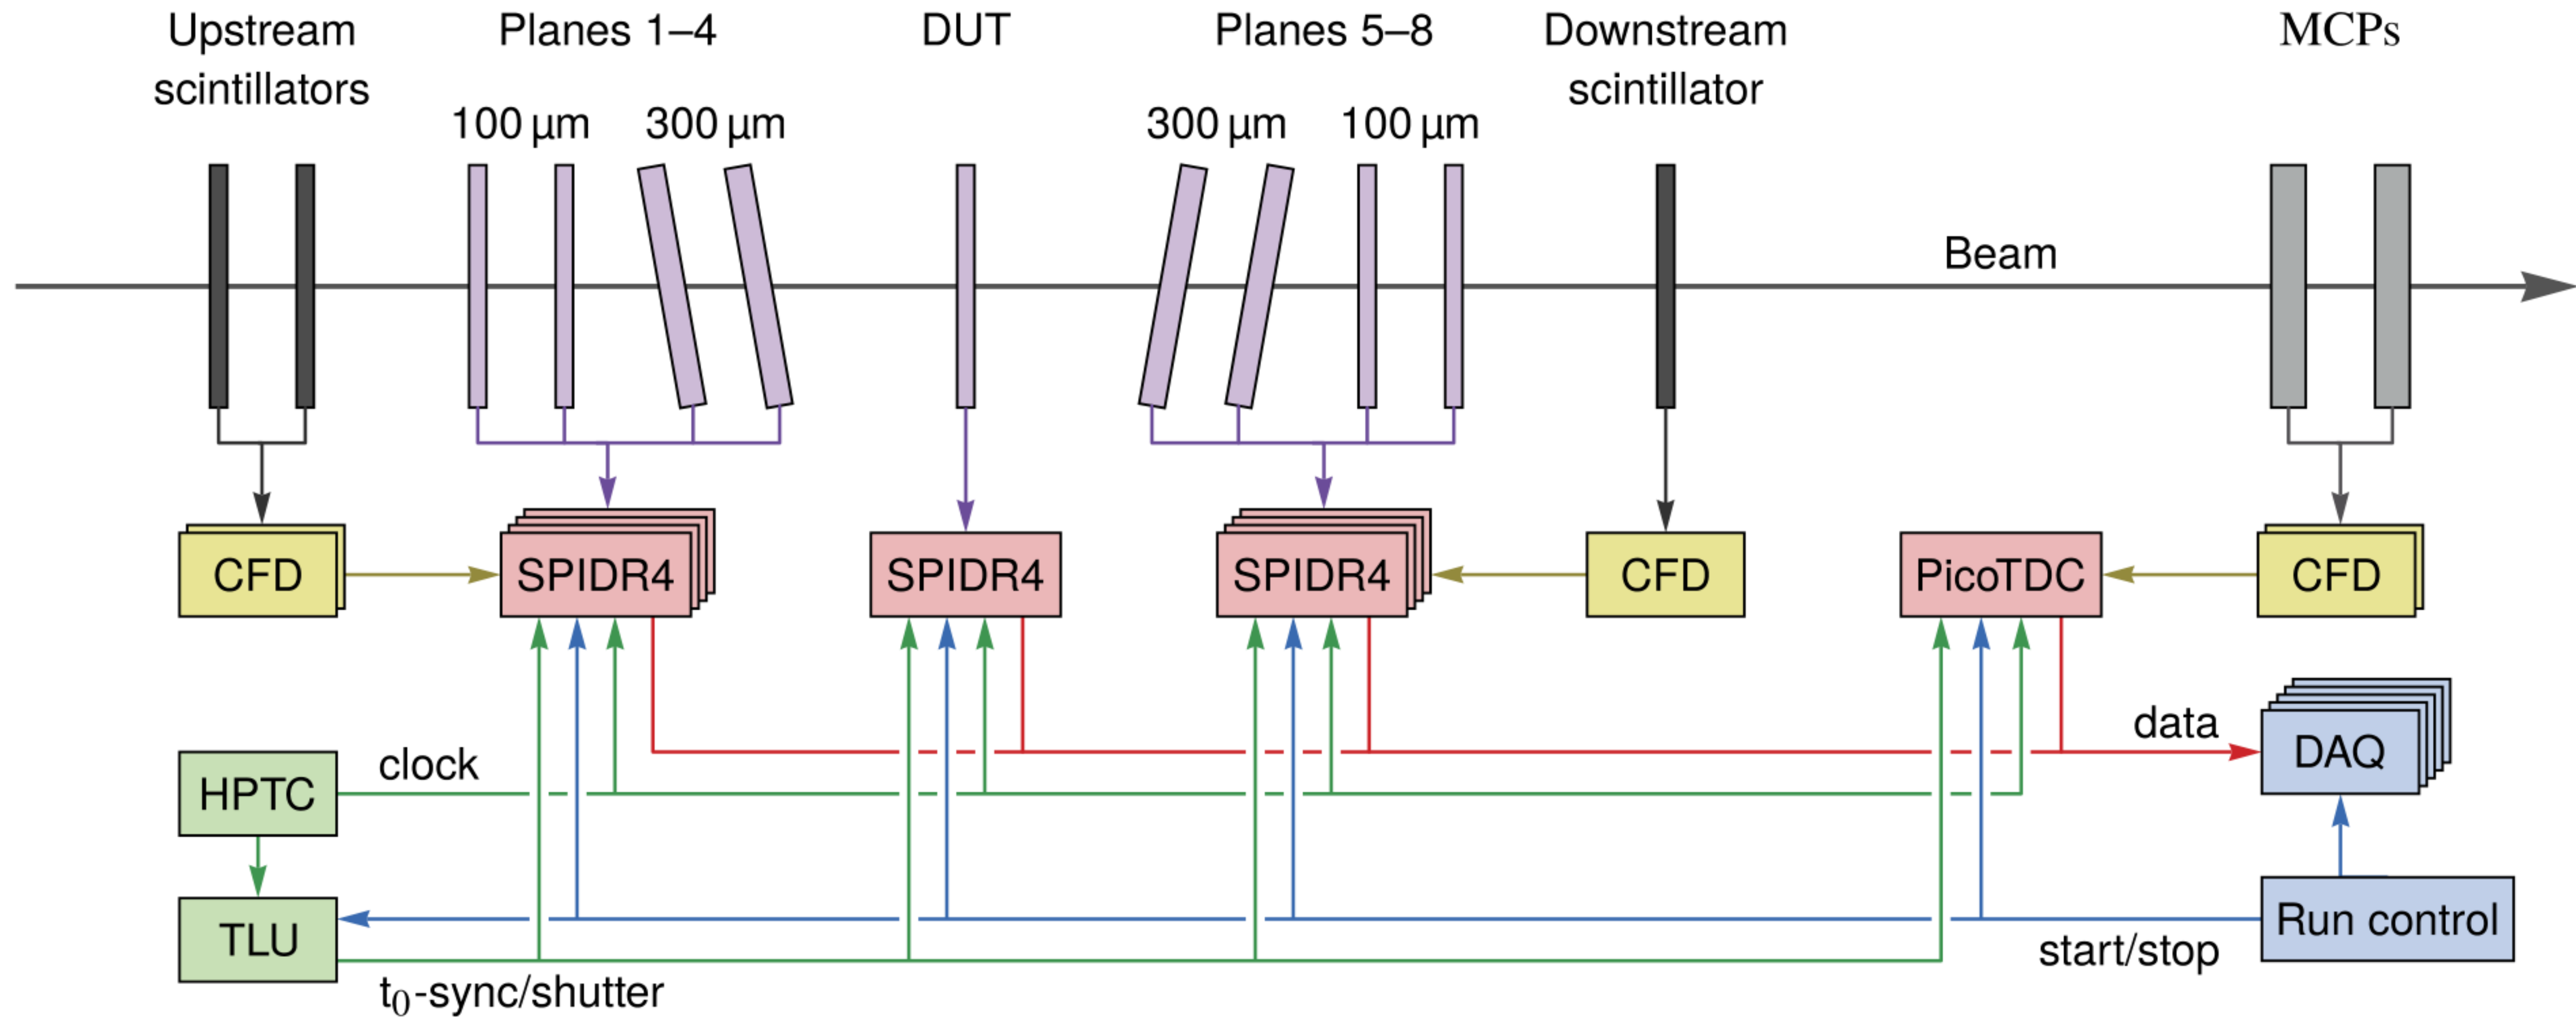 Upstream
scintillators
Planes 1–4
DUT
Planes 5–8
Downstream
scintillator
MCPs
100 µm
300 µm
300 µm
100 µm
Beam
CFD
SPIDR4
SPIDR4
SPIDR4
CFD
PicoTDC
CFD
data
DAQ
clock
HPTC
TLU
Run control
start/stop
t₀-sync/shutter